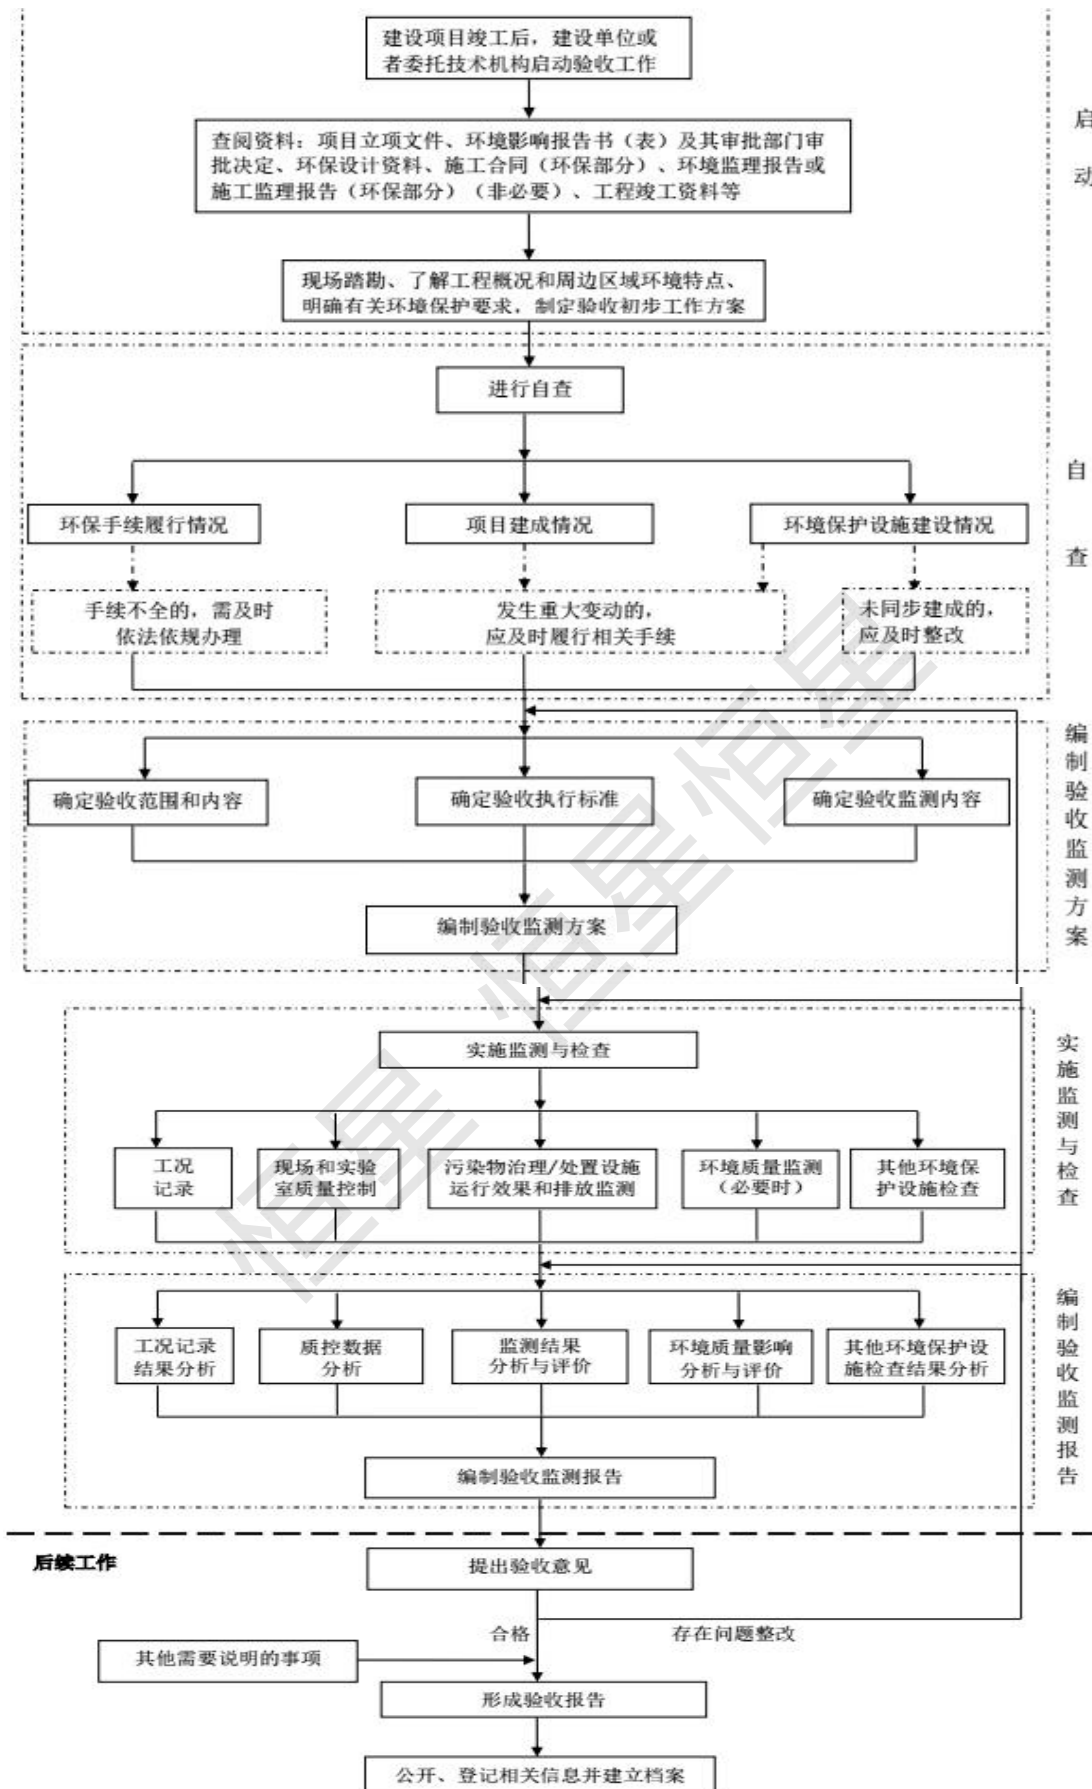 建设项目竣工后，建设单位或
者委托技术机构启动验收工作
启
动
查阅资料：项目立项文件、环境影响报告书（表）及其审批部门审
批决定、环保设计资料、施工合同（环保部分）、环境监理报告或
施工监理报告（环保部分）（非必要）、工程竣工资料等
现场踏勘、了解工程概况和周边区域环境特点、
明确有关环境保护要求，制定验收初步工作方案
进行自查
自
查
环保手续履行情况
项目建成情况
环境保护设施建设情况
手续不全的，需及时
依法依规办理
发生重大变动的，
应及时履行相关手续
未同步建成的，
应及时整改
编
制
验
收
监
测
方
案
确定验收范围和内容
确定验收执行标准
确定验收监测内容
编制验收监测方案
实
施
监
测
与
检
查
实施监测与检查
工况
记录
现场和实验
室质量控制
污染物治理/处置设施
运行效果和排放监测
环境质量监测
（必要时）
其他环境保
护设施检查
编
制
验
收
监
测
报
告
工况记录
结果分析
质控数据
分析
监测结果
分析与评价
环境质量影响
分析与评价
其他环境保护设
施检查结果分析
编制验收监测报告
后续工作
提出验收意见
合格
存在问题整改
其他需要说明的事项
形成验收报告
公开、登记相关信息并建立档案
恒星 恒星恒星